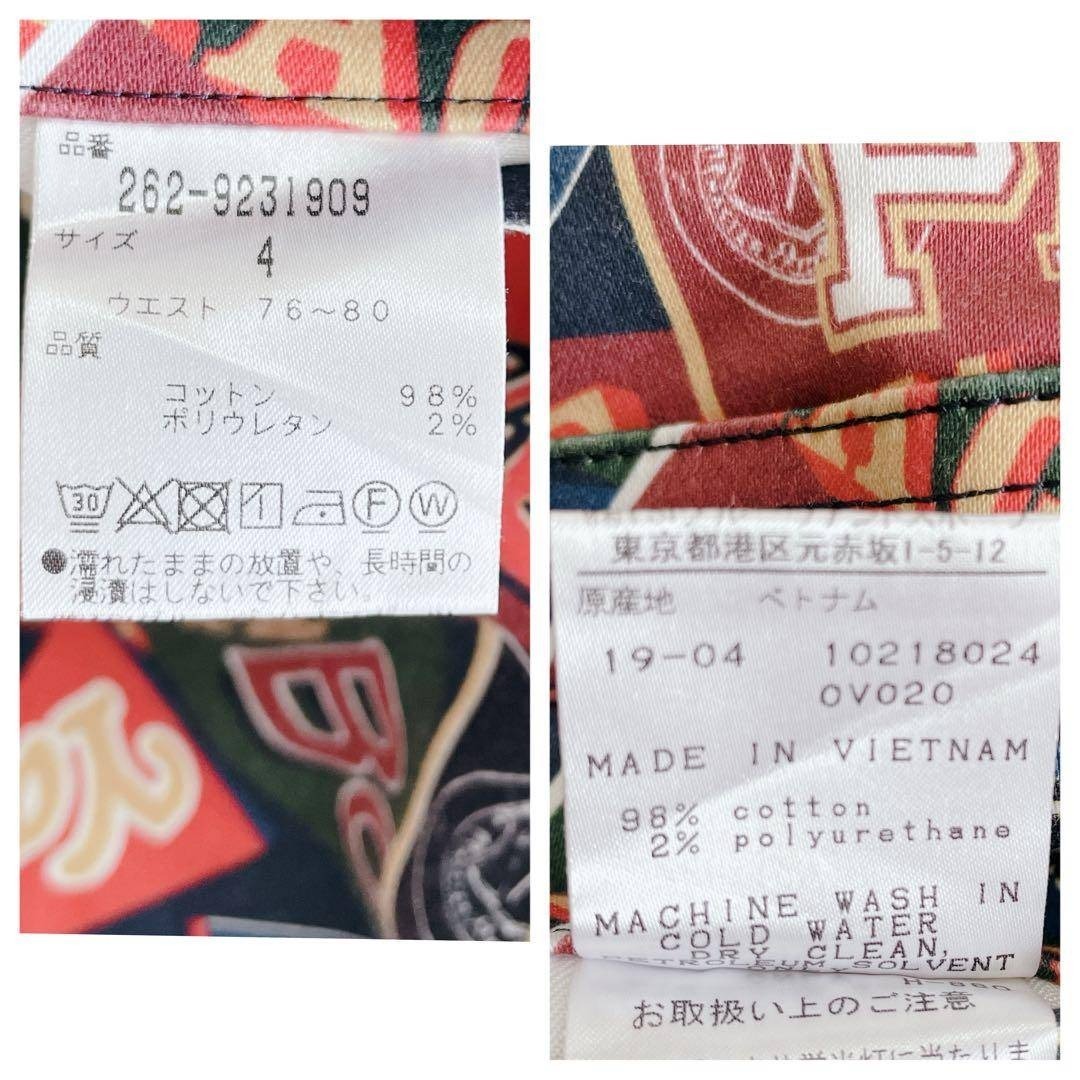 品番
262-9231909
サイズ
4
ウエスト 76～80
品質
コットン 98%
ポリウレタン 2%
30
F
W
●濡れたままの放置や、長時間の
浸漬はしないで下さい。
B
東京都港区元赤坂1-5-12
原産地 ベトナム
19-04 10218024
0V020
MADE IN VIETNAM
98% cotton
2% polyurethane
MACHINE WASH IN
COLD WATER
DRY CLEAN,
PETROLEUM SOLVENT
ONLY
お取扱い上のご注意